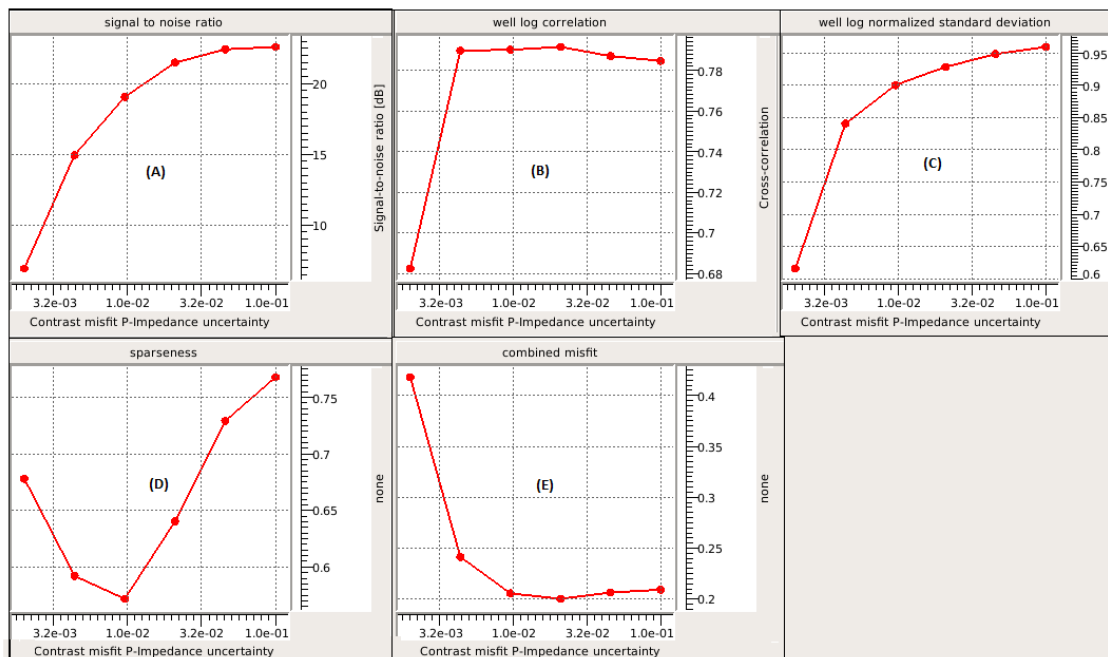 signal to noise ratio
20
15
10
Signal-to-noise ratio [dB]
(A)
3.2e-03 1.0e-02 3.2e-02 1.0e-01
Contrast misfit P-Impedance uncertainty
well log correlation
0.78
0.76
0.74
0.72
0.7
0.68
Cross-correlation
(B)
3.2e-03 1.0e-02 3.2e-02 1.0e-01
Contrast misfit P-Impedance uncertainty
well log normalized standard deviation
0.95
0.9
0.85
0.8
0.75
0.7
0.65
0.6
(C)
3.2e-03 1.0e-02 3.2e-02 1.0e-01
Contrast misfit P-Impedance uncertainty
sparseness
0.75
0.7
0.65
0.6
none
(D)
3.2e-03 1.0e-02 3.2e-02 1.0e-01
Contrast misfit P-Impedance uncertainty
combined misfit
0.4
0.35
0.3
0.25
0.2
none
(E)
3.2e-03 1.0e-02 3.2e-02 1.0e-01
Contrast misfit P-Impedance uncertainty